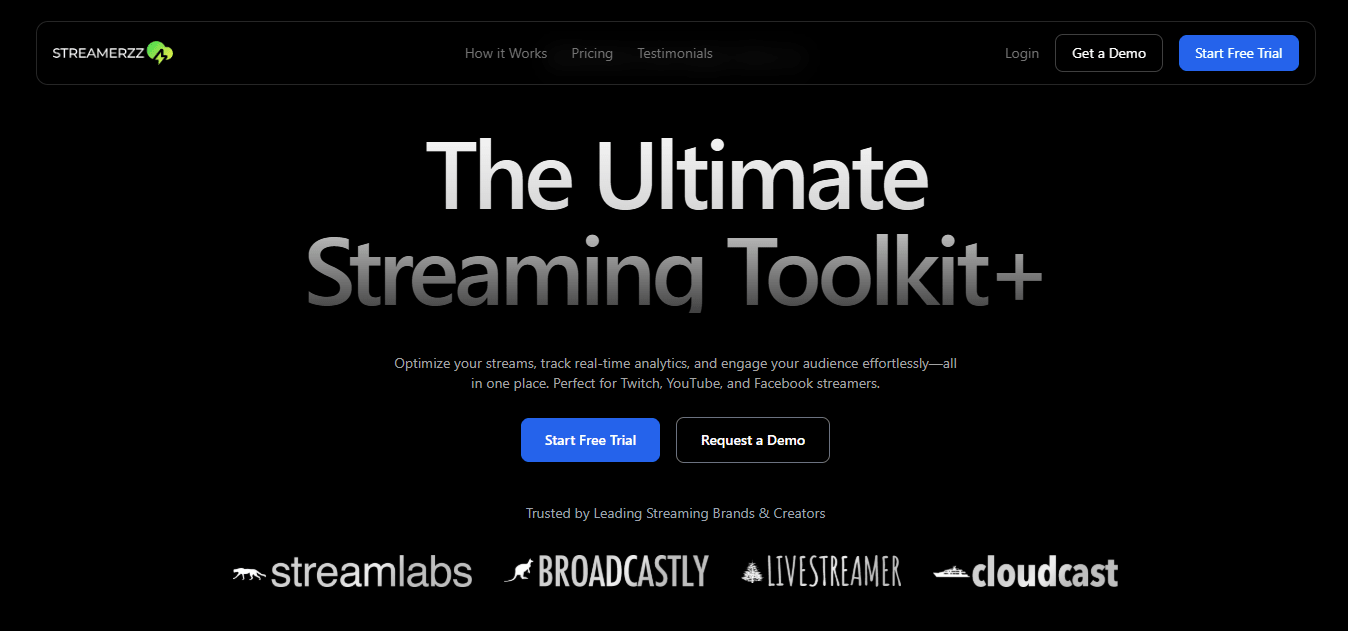 STREAMERZZ
How it Works
Pricing
Testimonials
Login
Get a Demo
Start Free Trial
The Ultimate
Streaming Toolkit+
Optimize your streams, track real-time analytics, and engage your audience effortlessly—all
in one place. Perfect for Twitch, YouTube, and Facebook streamers.
Start Free Trial
Request a Demo
Trusted by Leading Streaming Brands & Creators
streamlabs
BROADCASTLY
LIVESTREAMER
cloudcast